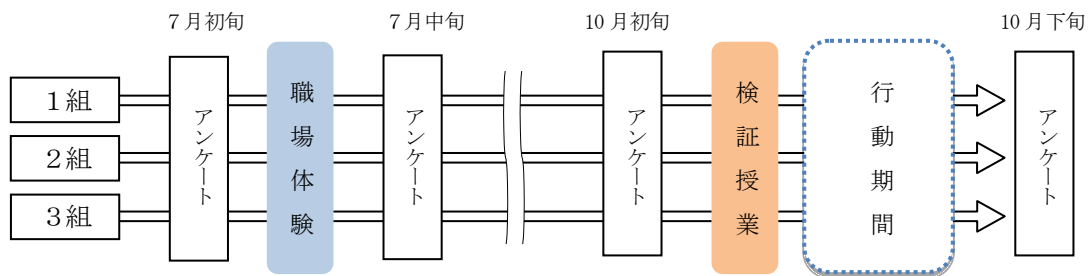 7月初旬
7月中旬
10月初旬
10月下旬
1組
2組
3組
アンケート
職場体験
アンケート
アンケート
検証授業
行動期間
アンケート